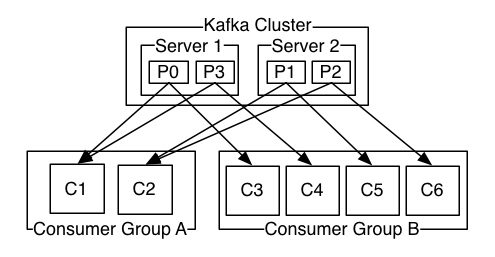 Kafka Cluster
Server 1 Server 2
P0 P3 P1 P2
C1 C2 C3 C4 C5 C6
Consumer Group A Consumer Group B